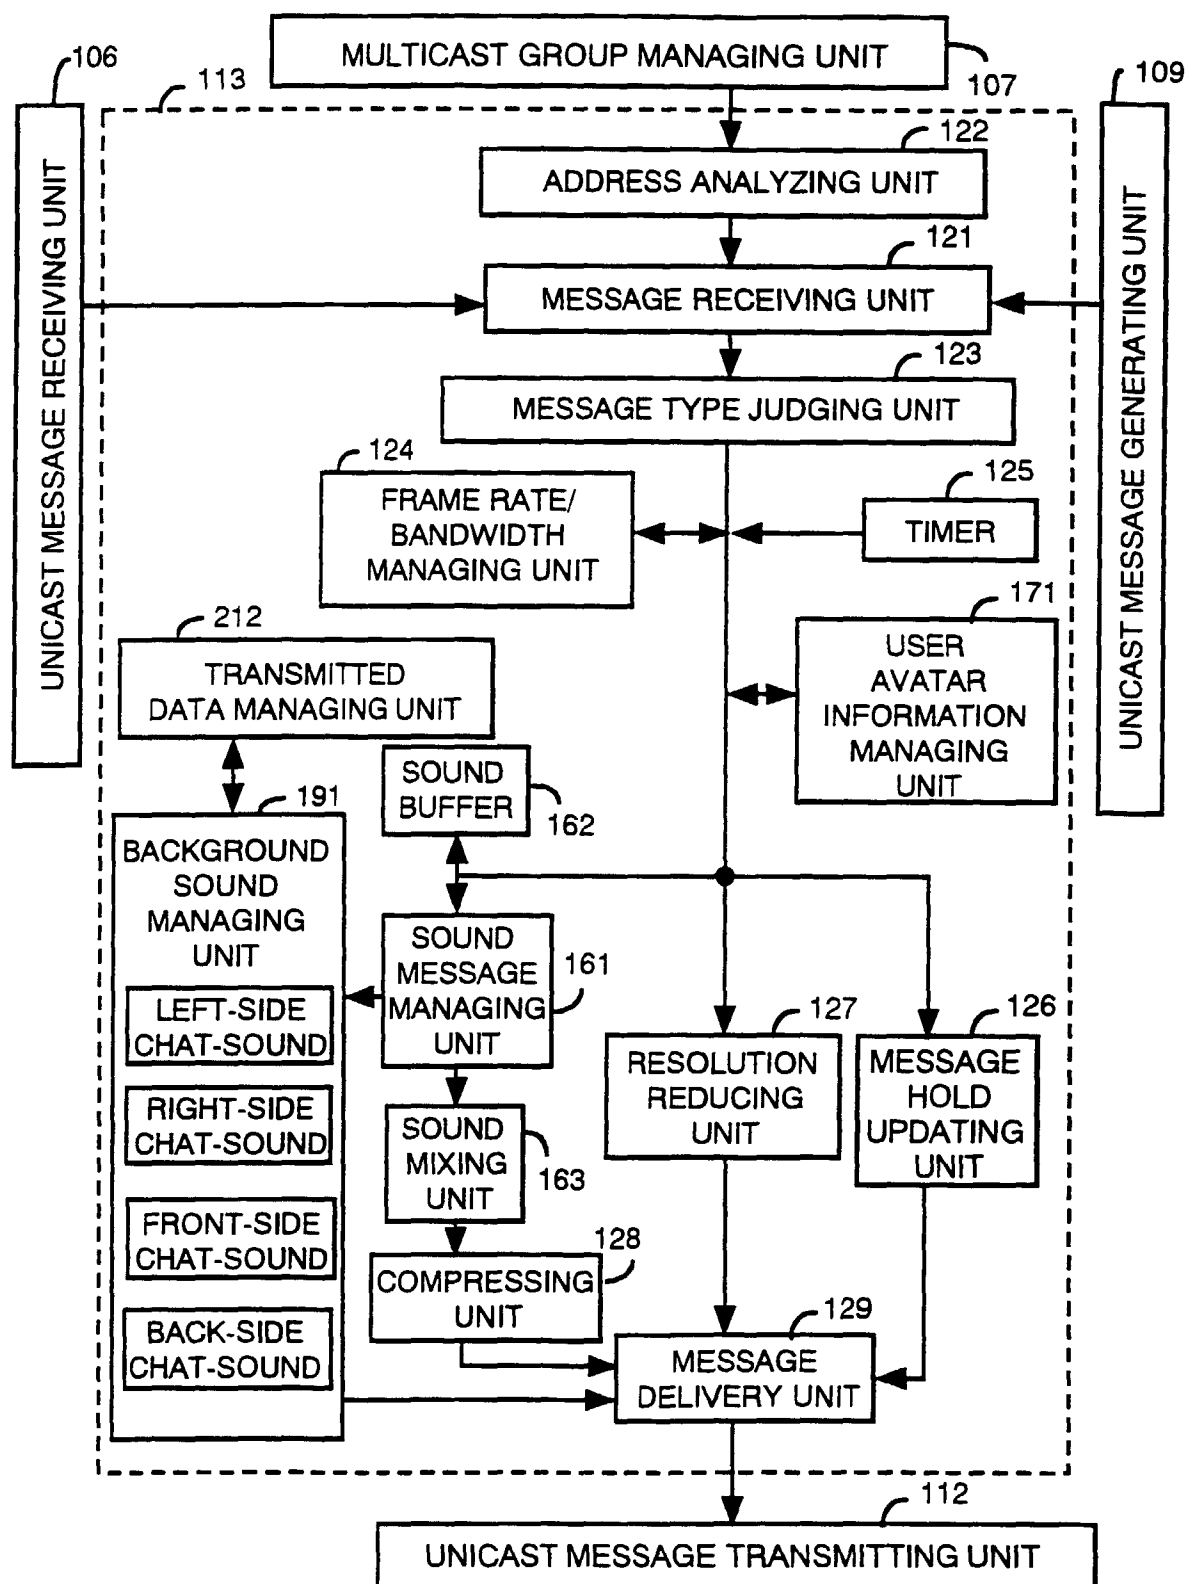 MULTICAST GROUP MANAGING UNIT
107
106
UNICAST MESSAGE RECEIVING UNIT
113
109
UNICAST MESSAGE GENERATING UNIT
122
ADDRESS ANALYZING UNIT
121
MESSAGE RECEIVING UNIT
123
MESSAGE TYPE JUDGING UNIT
124
FRAME RATE/
BANDWIDTH
MANAGING UNIT
125
TIMER
171
USER
AVATAR
INFORMATION
MANAGING
UNIT
212
TRANSMITTED
DATA MANAGING UNIT
SOUND
BUFFER
162
191
BACKGROUND
SOUND
MANAGING
UNIT
LEFT-SIDE
CHAT-SOUND
RIGHT-SIDE
CHAT-SOUND
FRONT-SIDE
CHAT-SOUND
BACK-SIDE
CHAT-SOUND
SOUND
MESSAGE
MANAGING
UNIT
161
SOUND
MIXING
UNIT
163
128
COMPRESSING
UNIT
127
RESOLUTION
REDUCING
UNIT
126
MESSAGE
HOLD
UPDATING
UNIT
129
MESSAGE
DELIVERY UNIT
112
UNICAST MESSAGE TRANSMITTING UNIT